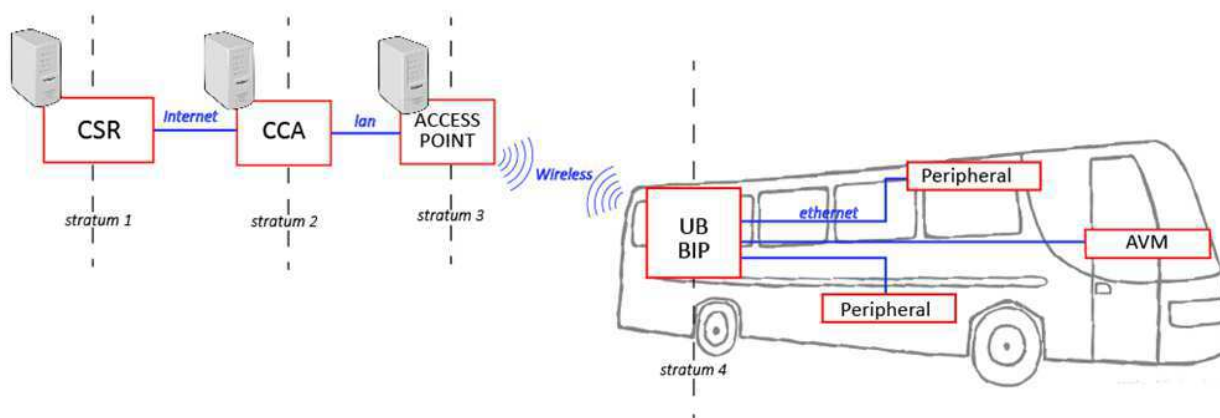 CSR
Internet
CCA
lan
ACCESS
POINT
Wireless
stratum 1
stratum 2
stratum 3
UB
BIP
ethernet
Peripheral
AVM
Peripheral
stratum 4